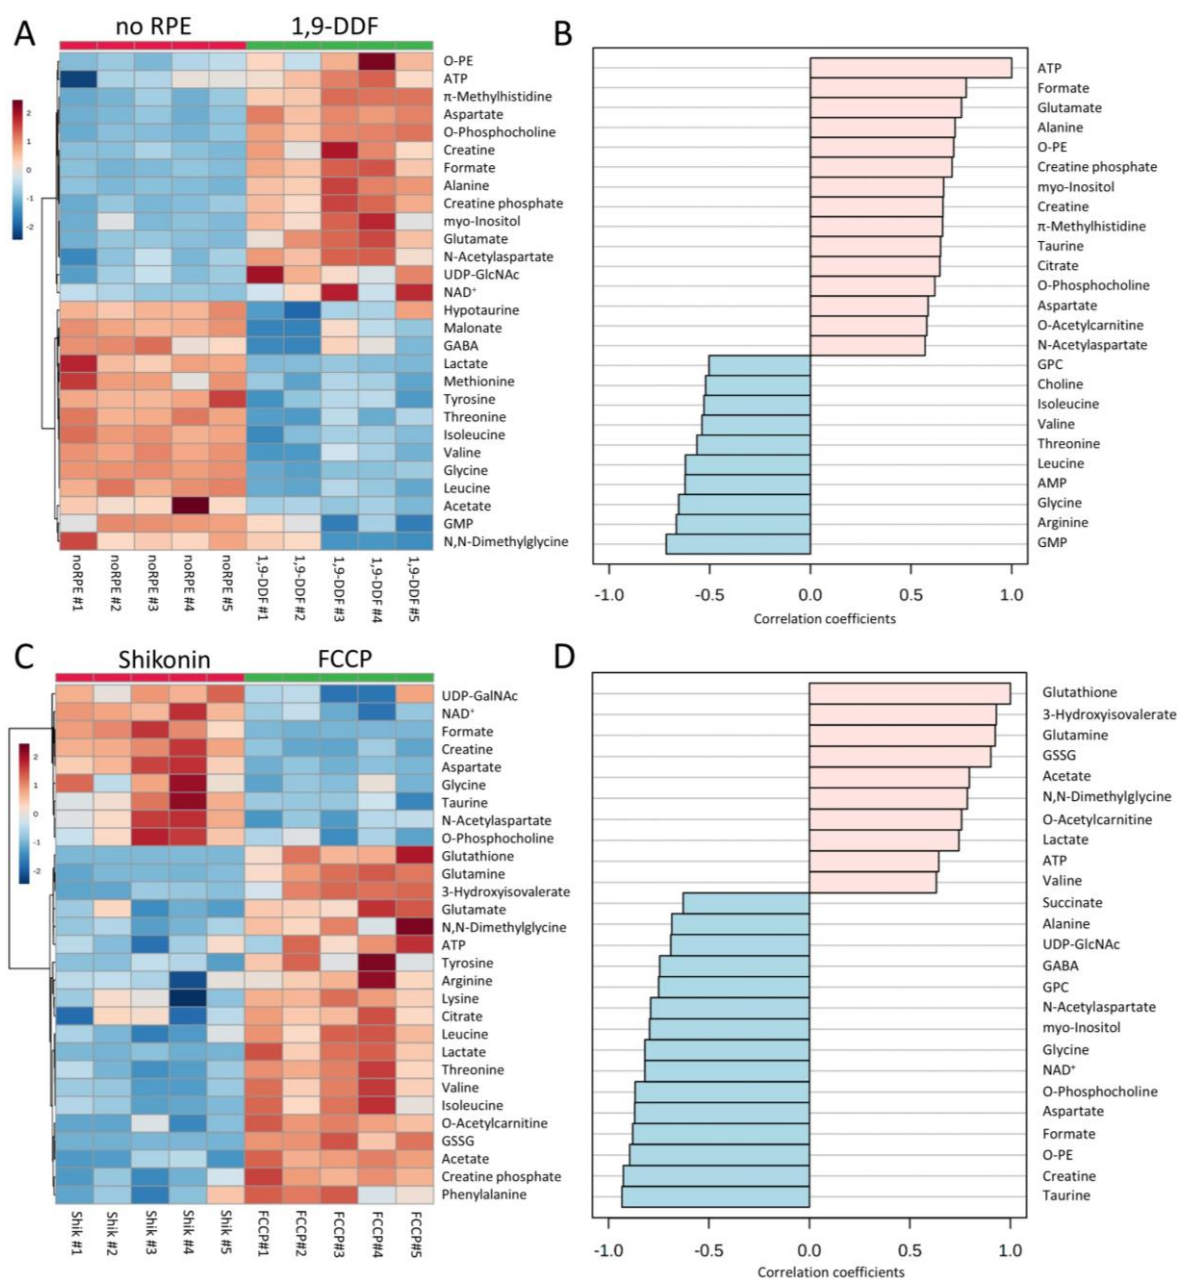 A
no RPE
1,9-DDF
O-PE
ATP
π-Methylhistidine
Aspartate
O-Phosphocholine
Creatine
Formate
Alanine
Creatine phosphate
myo-Inositol
Glutamate
N-Acetylaspartate
UDP-GlcNAc
NAD⁺
Hypotaurine
Malonate
GABA
Lactate
Methionine
Tyrosine
Threonine
Isoleucine
Valine
Glycine
Leucine
Acetate
GMP
N,N-Dimethylglycine
2
1
0
-1
-2
noRPE #1
noRPE #2
noRPE #3
noRPE #4
noRPE #5
1,9-DDF #1
1,9-DDF #2
1,9-DDF #3
1,9-DDF #4
1,9-DDF #5
B
ATP
Formate
Glutamate
Alanine
O-PE
Creatine phosphate
myo-Inositol
Creatine
π-Methylhistidine
Taurine
Citrate
O-Phosphocholine
Aspartate
O-Acetylcarnitine
N-Acetylaspartate
GPC
Choline
Isoleucine
Valine
Threonine
Leucine
AMP
Glycine
Arginine
GMP
-1.0 -0.5 0.0 0.5 1.0
Correlation coefficients
C
Shikonin
FCCP
UDP-GalNAc
NAD⁺
Formate
Creatine
Aspartate
Glycine
Taurine
N-Acetylaspartate
O-Phosphocholine
Glutathione
Glutamine
3-Hydroxyisovalerate
Glutamate
N,N-Dimethylglycine
ATP
Tyrosine
Arginine
Lysine
Citrate
Leucine
Lactate
Threonine
Valine
Isoleucine
O-Acetylcarnitine
GSSG
Acetate
Creatine phosphate
Phenylalanine
2
1
0
-1
-2
Shik #1
Shik #2
Shik #3
Shik #4
Shik #5
FCCP#1
FCCP#2
FCCP#3
FCCP#4
FCCP#5
D
Glutathione
3-Hydroxyisovalerate
Glutamine
GSSG
Acetate
N,N-Dimethylglycine
O-Acetylcarnitine
Lactate
ATP
Valine
Succinate
Alanine
UDP-GlcNAc
GABA
GPC
N-Acetylaspartate
myo-Inositol
Glycine
NAD⁺
O-Phosphocholine
Aspartate
Formate
O-PE
Creatine
Taurine
-1.0 -0.5 0.0 0.5 1.0
Correlation coefficients